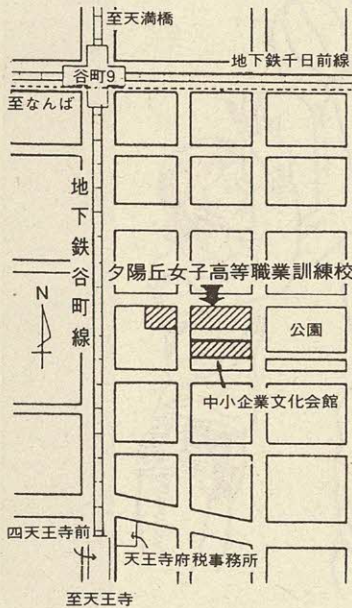 至天満橋
地下鉄千日前線
谷町9
至なんば
地下鉄谷町線
夕陽丘女子高等職業訓練校
N
公園
中小企業文化会館
四天王寺前
天王寺府税事務所
至天王寺